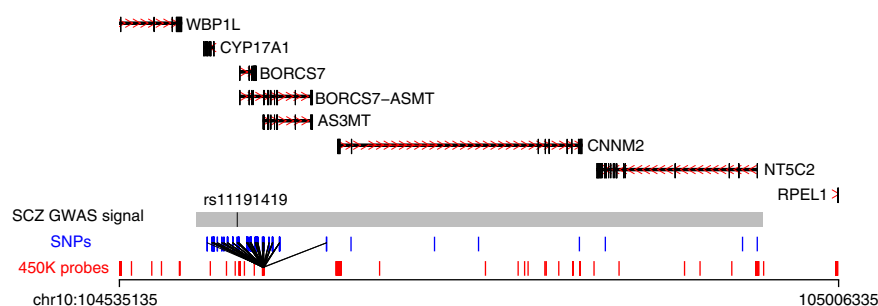 WBP1L
CYP17A1
BORCS7
BORCS7−ASMT
AS3MT
CNNM2
NT5C2
RPEL1
rs11191419
SCZ GWAS signal
SNPs
450K probes
chr10:104535135
105006335